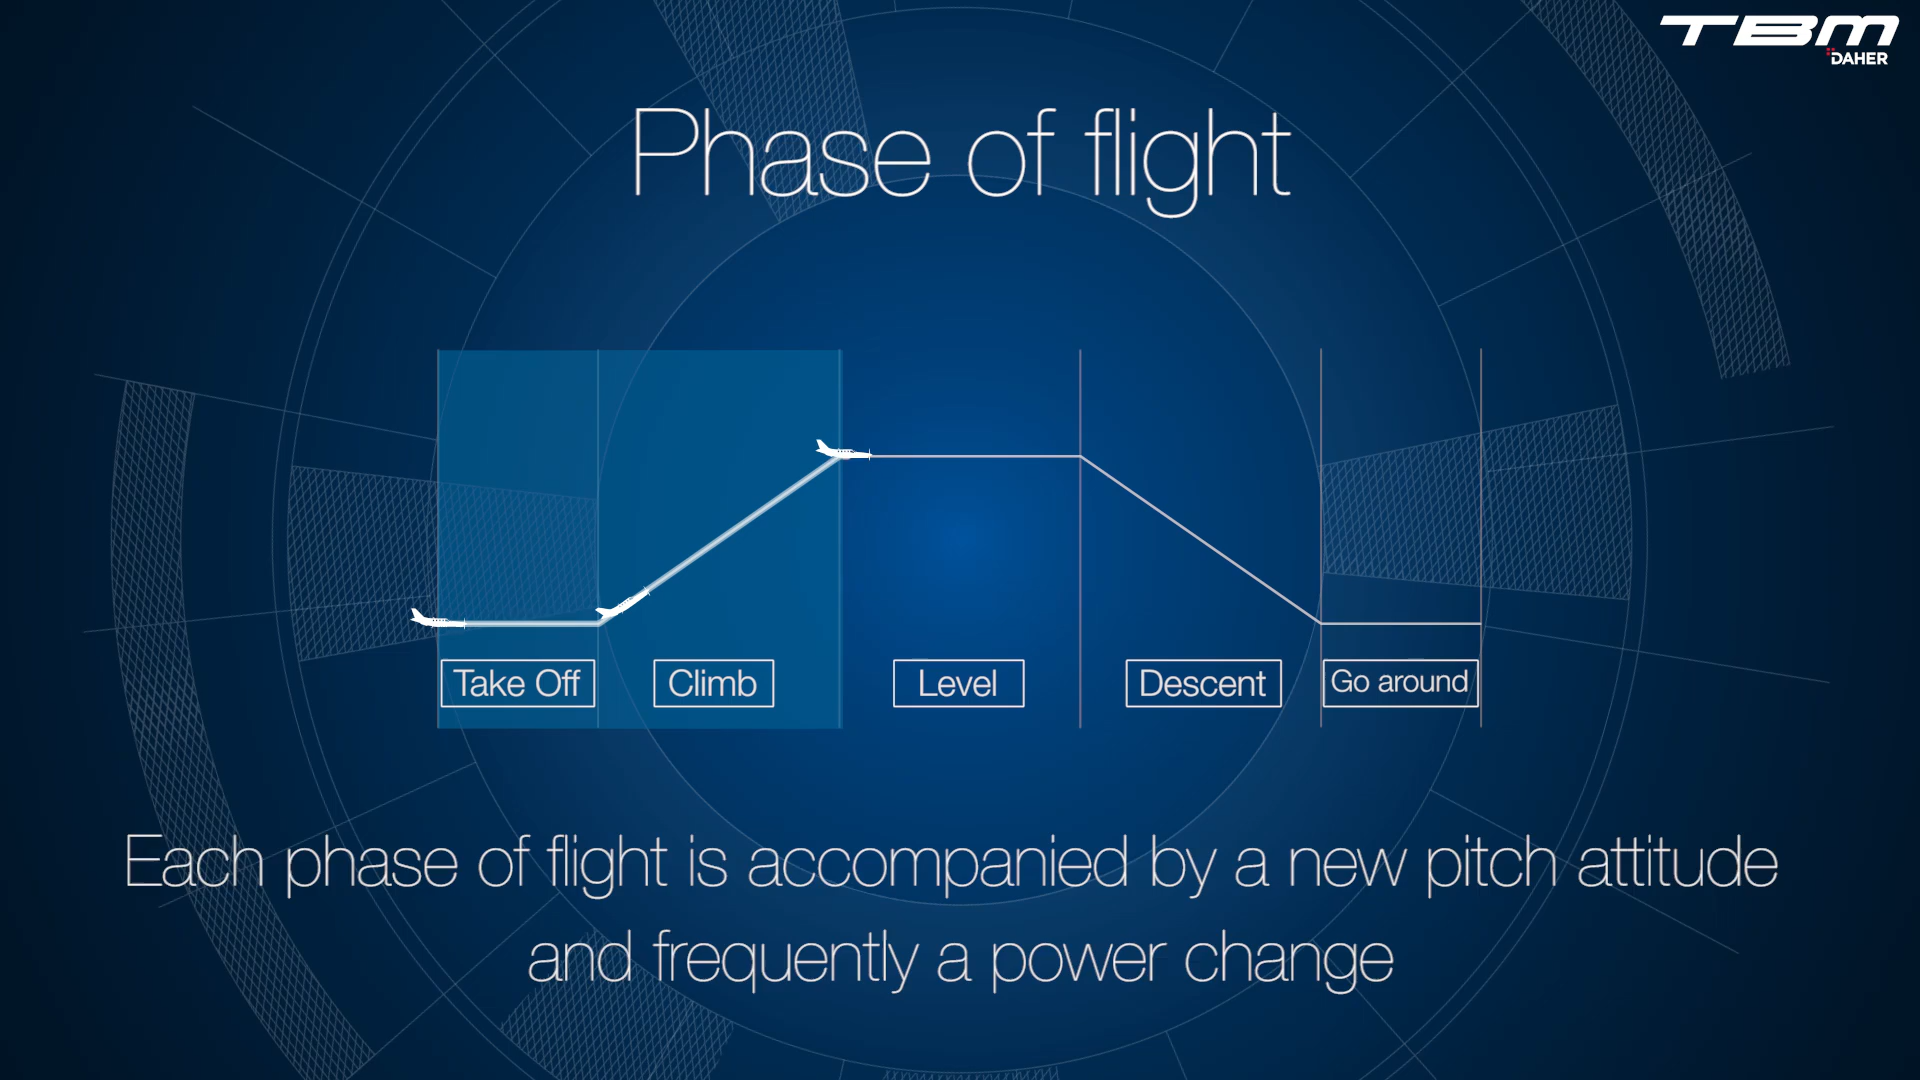 TBM
DAHER
Phase of flight
Take Off
Climb
Level
Descent
Go around
Each phase of flight is accompanied by a new pitch attitude
and frequently a power change